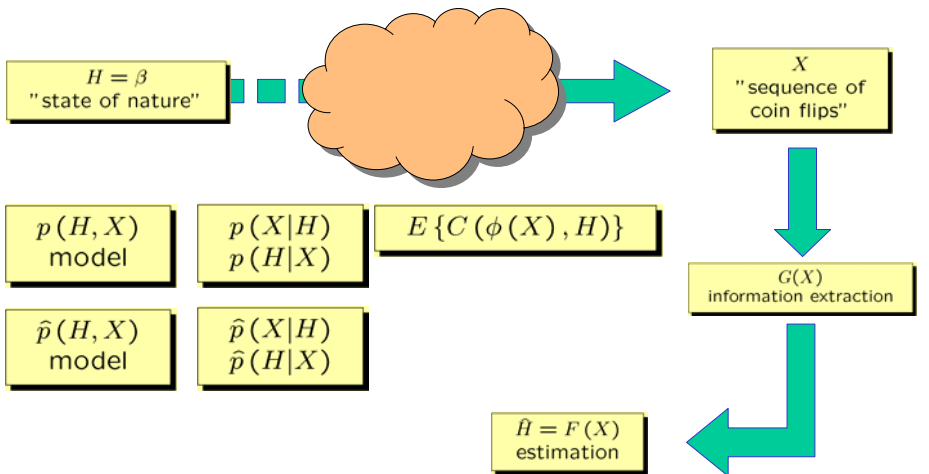 H = β
"state of nature"
X
"sequence of
coin flips"
p (H, X)
model
p (X|H)
p (H|X)
E {C (ϕ (X) , H)}
G(X)
information extraction
p̂ (H, X)
model
p̂ (X|H)
p̂ (H|X)
Ĥ = F (X)
estimation